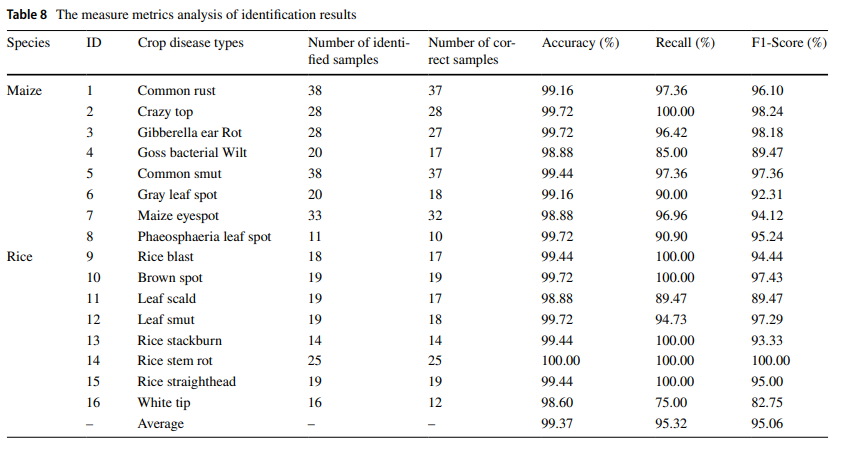 Table 8 The measure metrics analysis of identification results
Species ID Crop disease types Number of identi- Number of cor- Accuracy (%) Recall (%) F1-Score (%)
fied samples rect samples
Maize 1 Common rust 38 37 99.16 97.36 96.10
2 Crazy top 28 28 99.72 100.00 98.24
3 Gibberella ear Rot 28 27 99.72 96.42 98.18
4 Goss bacterial Wilt 20 17 98.88 85.00 89.47
5 Common smut 38 37 99.44 97.36 97.36
6 Gray leaf spot 20 18 99.16 90.00 92.31
7 Maize eyespot 33 32 98.88 96.96 94.12
8 Phaeosphaeria leaf spot 11 10 99.72 90.90 95.24
Rice 9 Rice blast 18 17 99.44 100.00 94.44
10 Brown spot 19 19 99.72 100.00 97.43
11 Leaf scald 19 17 98.88 89.47 89.47
12 Leaf smut 19 18 99.72 94.73 97.29
13 Rice stackburn 14 14 99.44 100.00 93.33
14 Rice stem rot 25 25 100.00 100.00 100.00
15 Rice straighthead 19 19 99.44 100.00 95.00
16 White tip 16 12 98.60 75.00 82.75
– Average – – 99.37 95.32 95.06